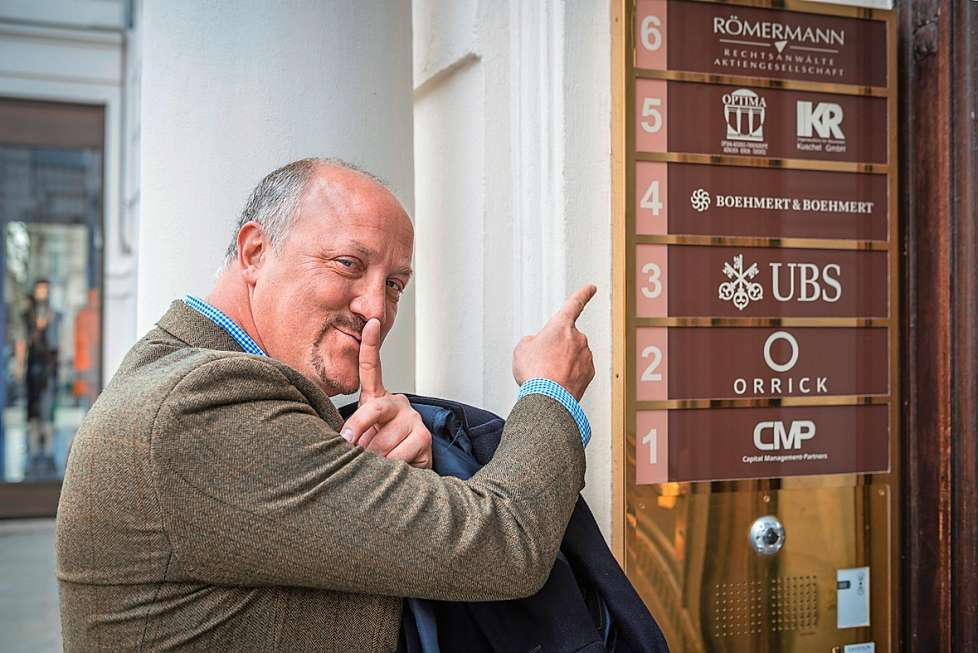 6
RÖMERMANN
RECHTSANWÄLTE
AKTIENGESELLSCHAFT
5
OPTIMA
IKR
Kuschel GmbH
4
BOEHMERT & BOEHMERT
3
UBS
2
ORRICK
1
CMP
Capital Management-Partners